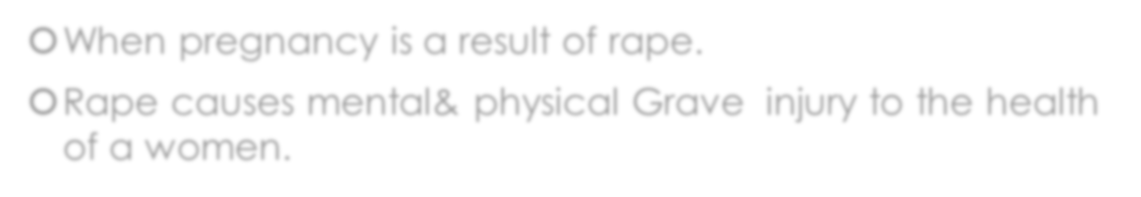 When pregnancy is a result of rape.
Rape causes mental& physical Grave injury to the health
of a women.